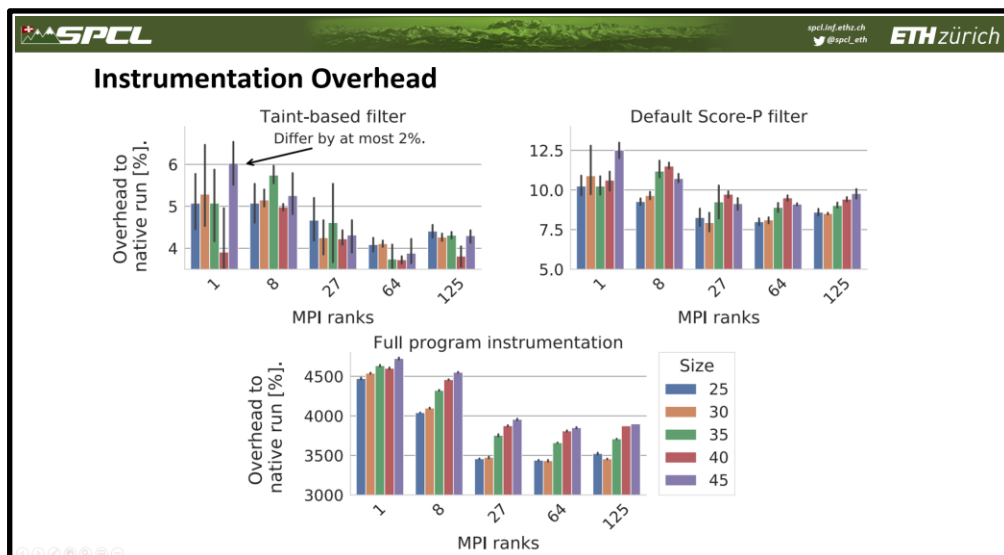 SPCL
spcl.inf.ethz.ch
@spcl_eth
ETH zürich
Instrumentation Overhead
Taint-based filter
Differ by at most 2%.
Overhead to
native run [%].
6
5
4
1 8 27 64 125
MPI ranks
Default Score-P filter
12.5
10.0
7.5
5.0
1 8 27 64 125
MPI ranks
Full program instrumentation
Overhead to
native run [%].
4500
4000
3500
3000
1 8 27 64 125
MPI ranks
Size
25
30
35
40
45